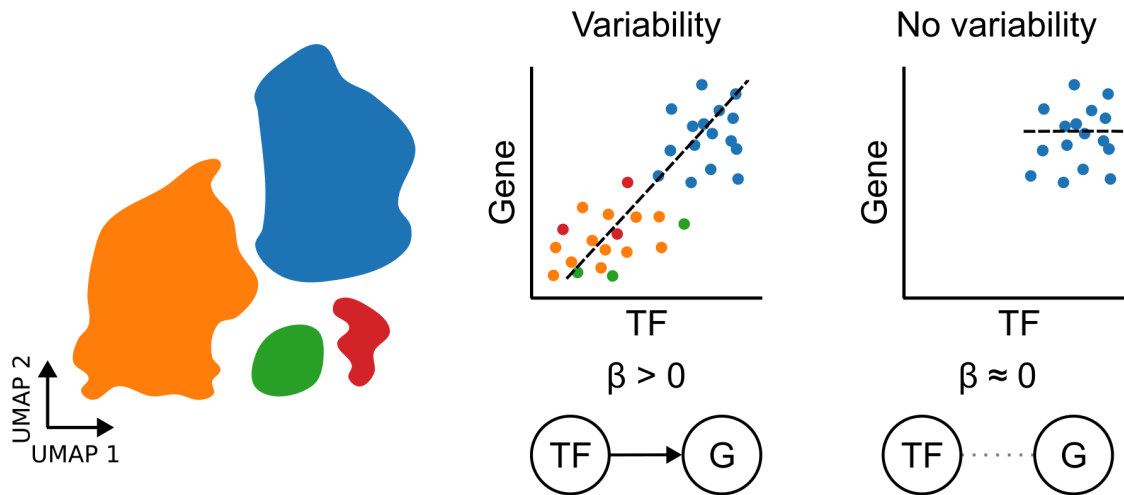 UMAP 2
UMAP 1
Variability
Gene
TF
β > 0
TF
G
No variability
Gene
TF
β ≈ 0
TF
G